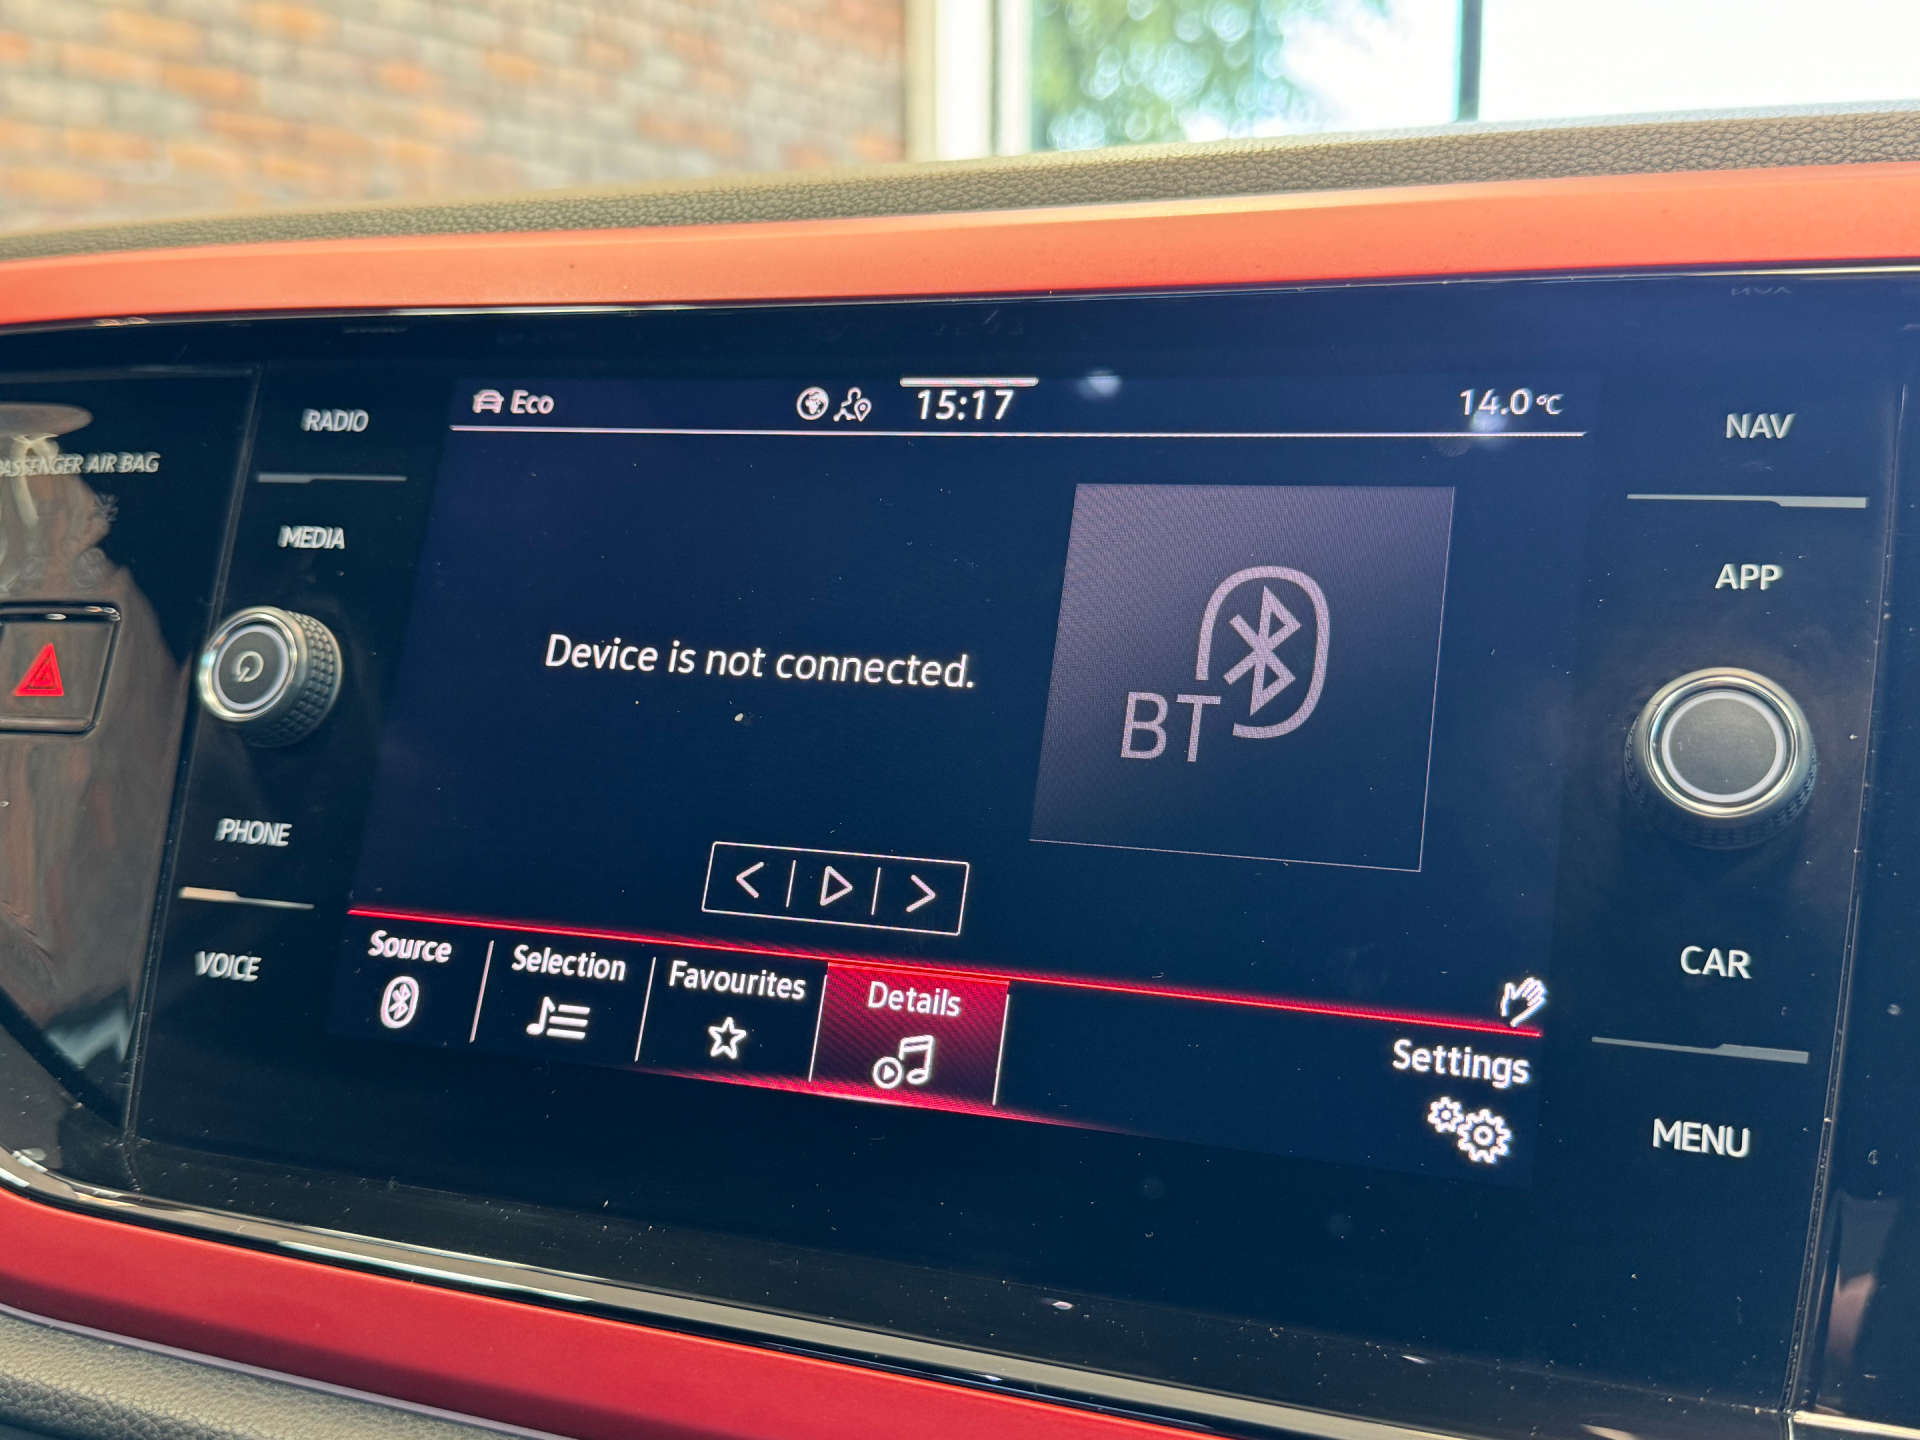 Eco
15:17
14.0°C
RADIO
MEDIA
PHONE
VOICE
PASSENGER AIR BAG
Device is not connected.
BT
Source
Selection
Favourites
Details
Settings
NAV
APP
CAR
MENU